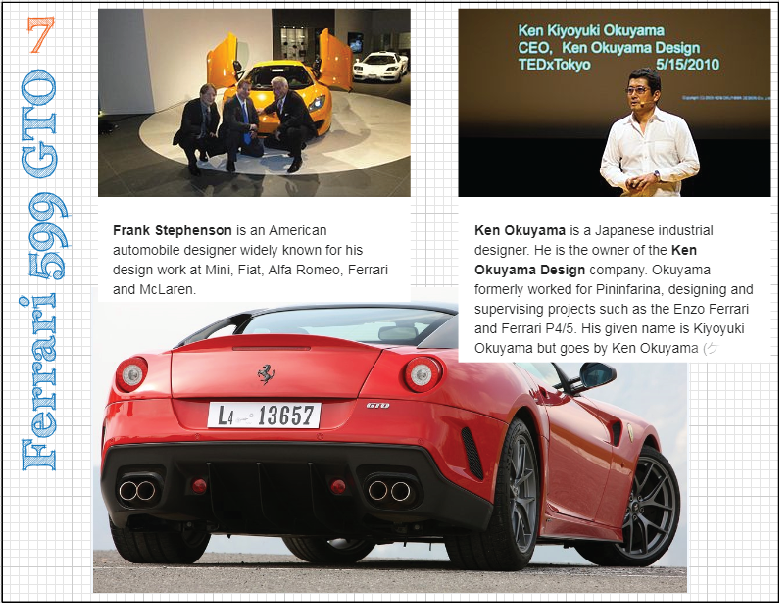 7
Ferrari 599 GTO
Ken Kiyoyuki Okuyama
CEO, Ken Okuyama Design
TEDxTokyo 5/15/2010
Frank Stephenson is an American
automobile designer widely known for his
design work at Mini, Fiat, Alfa Romeo, Ferrari
and McLaren.
Ken Okuyama is a Japanese industrial
designer. He is the owner of the Ken
Okuyama Design company. Okuyama
formerly worked for Pininfarina, designing and
supervising projects such as the Enzo Ferrari
and Ferrari P4/5. His given name is Kiyoyuki
Okuyama but goes by Ken Okuyama (
L4 13657
GTO